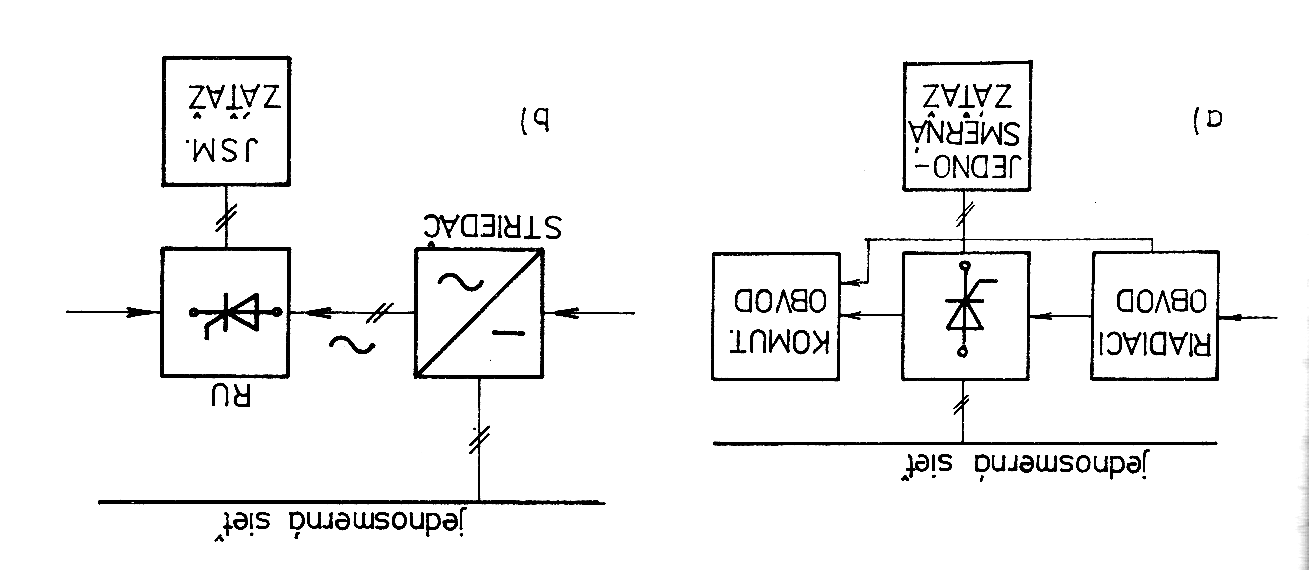 jednosmerná sieť
RIADIACI
OBVOD
KOMUT.
OBVOD
JEDNO-
SMERNÁ
ZÁŤAŽ
a)
jednosmerná sieť
RU
STRIEDAČ
JSM.
ZÁŤAŽ
b)